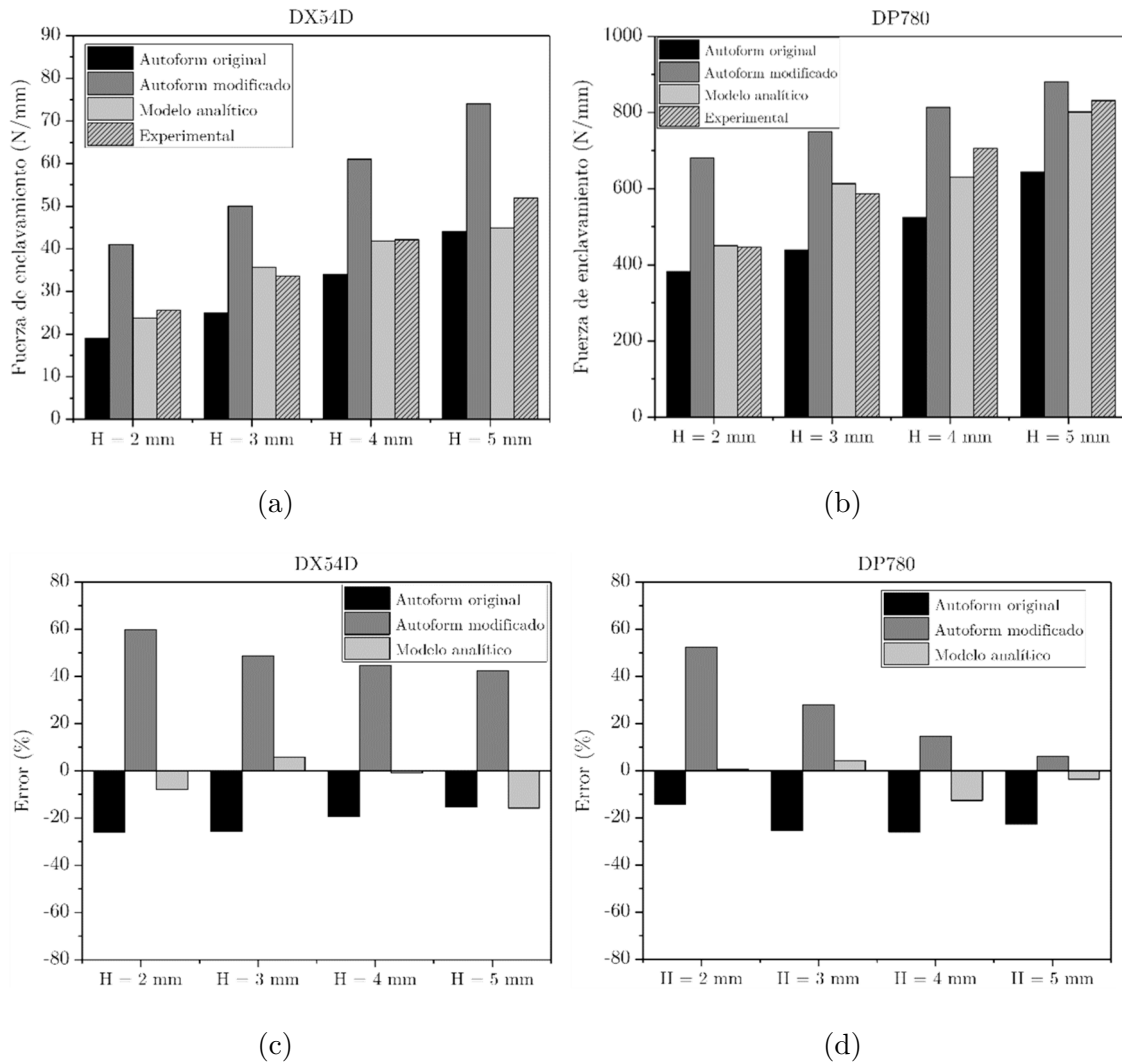 DX54D
Fuerza de enclavamiento (N/mm)
90
80
70
60
50
40
30
20
10
0
Autoform original
Autoform modificado
Modelo analítico
Experimental
H = 2 mm
H = 3 mm
H = 4 mm
H = 5 mm
(a)
DP780
Fuerza de enclavamiento (N/mm)
1000
800
600
400
200
0
Autoform original
Autoform modificado
Modelo analítico
Experimental
H = 2 mm
H = 3 mm
H = 4 mm
H = 5 mm
(b)
DX54D
Error (%)
80
60
40
20
0
-20
-40
-60
-80
Autoform original
Autoform modificado
Modelo analítico
H = 2 mm
H = 3 mm
H = 4 mm
H = 5 mm
(c)
DP780
Error (%)
80
60
40
20
0
-20
-40
-60
-80
Autoform original
Autoform modificado
Modelo analítico
H = 2 mm
H = 3 mm
H = 4 mm
H = 5 mm
(d)